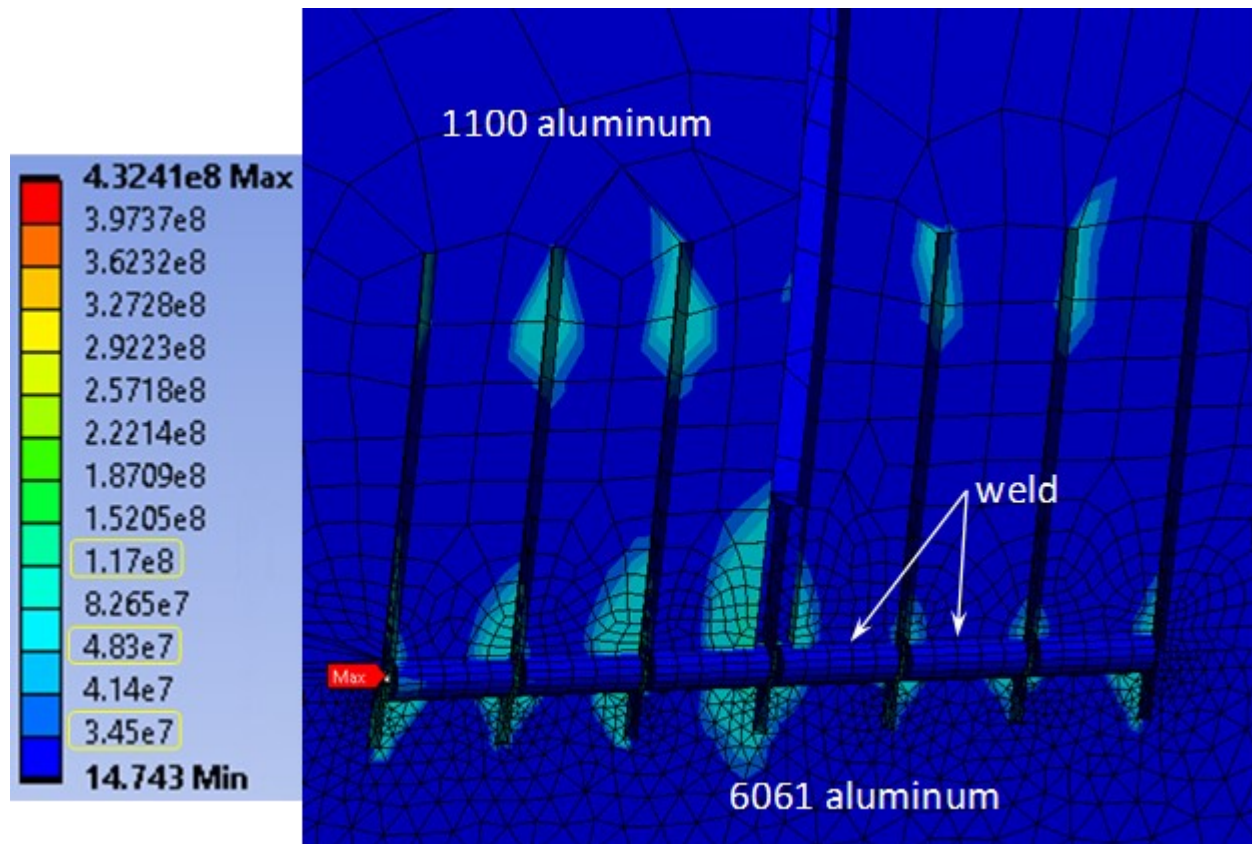 4.3241e8 Max
3.9737e8
3.6232e8
3.2728e8
2.9223e8
2.5718e8
2.2214e8
1.8709e8
1.5205e8
1.17e8
8.265e7
4.83e7
4.14e7
3.45e7
14.743 Min
1100 aluminum
weld
Max
6061 aluminum